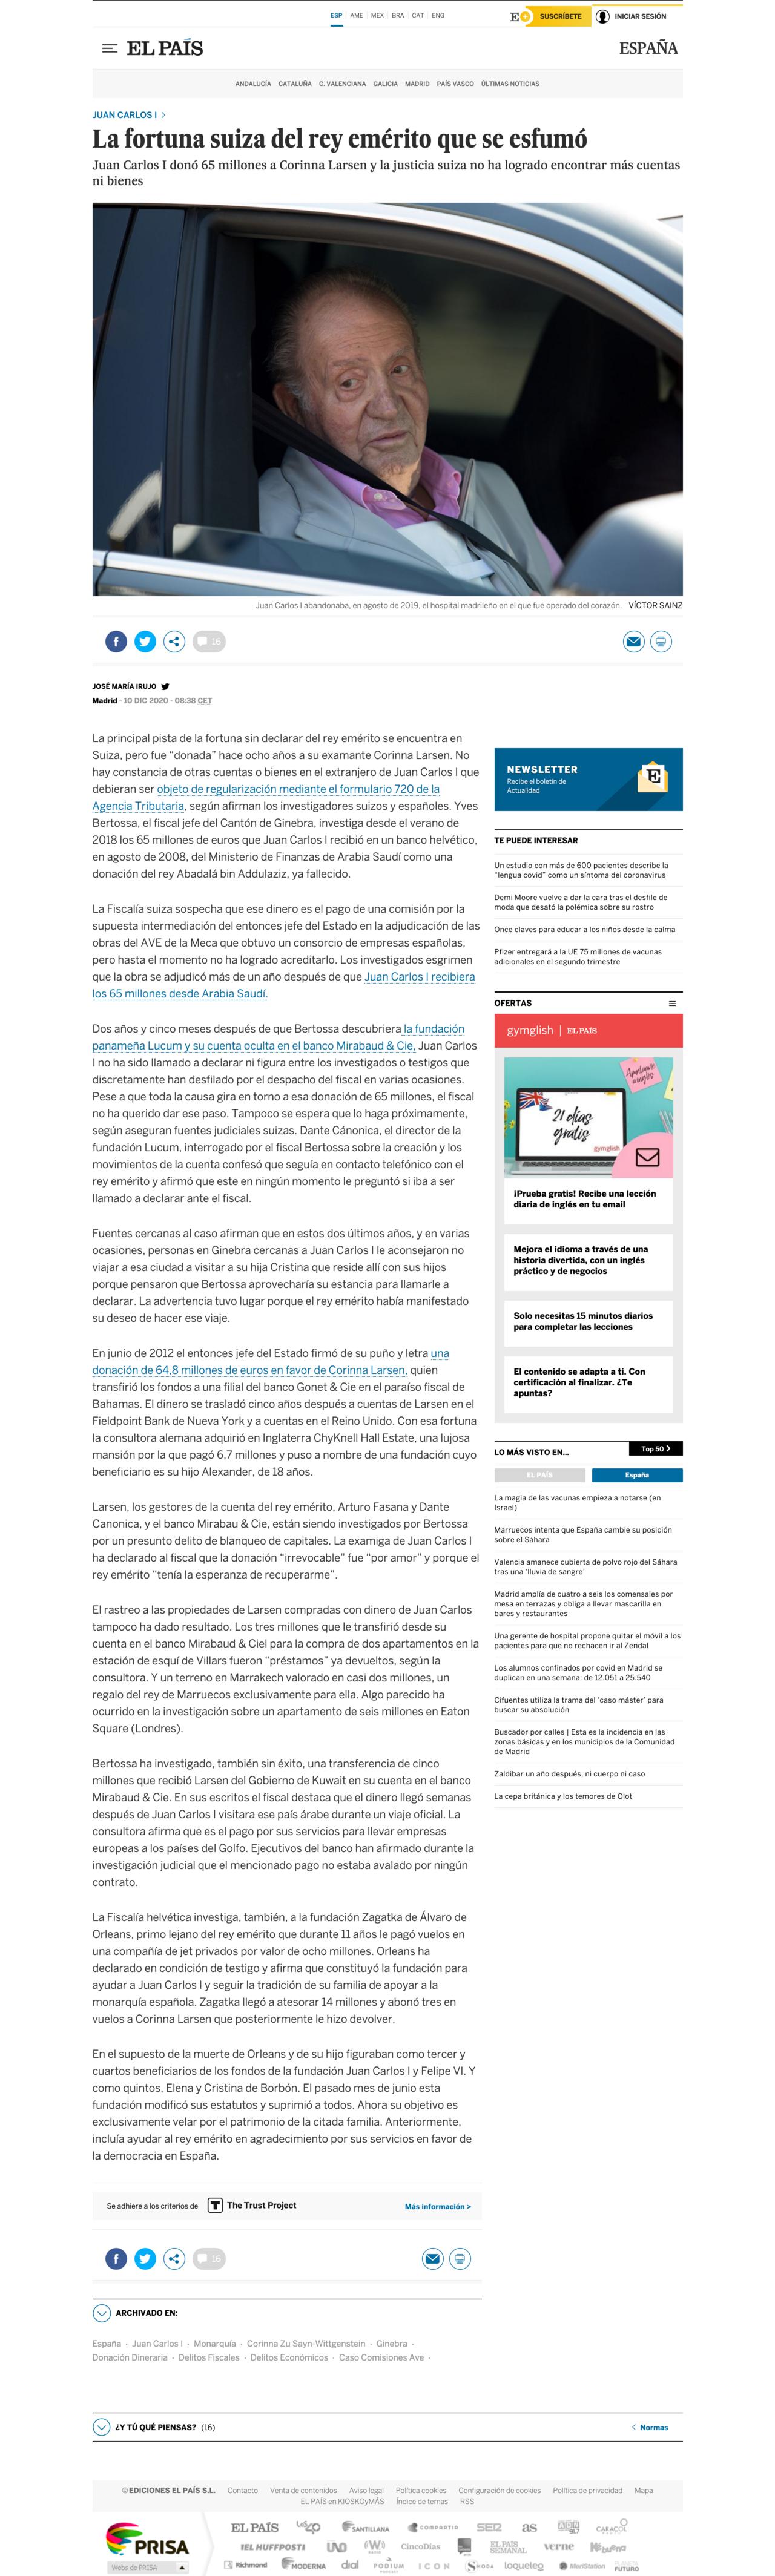 ESP AME MEX BRA CAT ENG
E+ SUSCRÍBETE INICIAR SESIÓN
EL PAÍS ESPAÑA
ANDALUCÍA CATALUÑA C. VALENCIANA GALICIA MADRID PAÍS VASCO ÚLTIMAS NOTICIAS
JUAN CARLOS I >
La fortuna suiza del rey emérito que se esfumó
Juan Carlos I donó 65 millones a Corinna Larsen y la justicia suiza no ha logrado encontrar más cuentas
ni bienes
Juan Carlos I abandonaba, en agosto de 2019, el hospital madrileño en el que fue operado del corazón. VÍCTOR SAINZ
16
JOSÉ MARÍA IRUJO
Madrid - 10 DIC 2020 - 08:38 CET
La principal pista de la fortuna sin declarar del rey emérito se encuentra en
Suiza, pero fue “donada” hace ocho años a su examante Corinna Larsen. No
hay constancia de otras cuentas o bienes en el extranjero de Juan Carlos I que
debieran ser objeto de regularización mediante el formulario 720 de la
Agencia Tributaria, según afirman los investigadores suizos y españoles. Yves
Bertossa, el fiscal jefe del Cantón de Ginebra, investiga desde el verano de
2018 los 65 millones de euros que Juan Carlos I recibió en un banco helvético,
en agosto de 2008, del Ministerio de Finanzas de Arabia Saudí como una
donación del rey Abadalá bin Addulaziz, ya fallecido.
La Fiscalía suiza sospecha que ese dinero es el pago de una comisión por la
supuesta intermediación del entonces jefe del Estado en la adjudicación de las
obras del AVE de la Meca que obtuvo un consorcio de empresas españolas,
pero hasta el momento no ha logrado acreditarlo. Los investigados esgrimen
que la obra se adjudicó más de un año después de que Juan Carlos I recibiera
los 65 millones desde Arabia Saudí.
Dos años y cinco meses después de que Bertossa descubriera la fundación
panameña Lucum y su cuenta oculta en el banco Mirabaud & Cie, Juan Carlos
I no ha sido llamado a declarar ni figura entre los investigados o testigos que
discretamente han desfilado por el despacho del fiscal en varias ocasiones.
Pese a que toda la causa gira en torno a esa donación de 65 millones, el fiscal
no ha querido dar ese paso. Tampoco se espera que lo haga próximamente,
según aseguran fuentes judiciales suizas. Dante Cánonica, el director de la
fundación Lucum, interrogado por el fiscal Bertossa sobre la creación y los
movimientos de la cuenta confesó que seguía en contacto telefónico con el
rey emérito y que este en ningún momento le preguntó si iba a ser
llamado a declarar ante el fiscal.
Fuentes cercanas al caso afirman que en estos dos últimos años, y en varias
ocasiones, personas en Ginebra cercanas a Juan Carlos I le aconsejaron no
viajar a esa ciudad a visitar a su hija Cristina que reside allí con sus hijos
porque pensaron que Bertossa aprovecharía su estancia para llamarle a
declarar. La advertencia tuvo lugar porque el rey emérito había manifestado
su deseo de hacer ese viaje.
En junio de 2012 el entonces jefe del Estado firmó de su puño y letra una
donación de 64,8 millones de euros en favor de Corinna Larsen, quien
transfirió los fondos a una filial del banco Gonet & Cie en el paraíso fiscal de
Bahamas. El dinero se trasladó cinco años después a cuentas de Larsen en el
Fieldpoint Bank de Nueva York y a cuentas en el Reino Unido. Con esa fortuna
la consultora alemana adquirió en Inglaterra ChyKnell Hall Estate, una lujosa
mansión por la que pagó 6,7 millones y puso a nombre de una fundación cuyo
beneficiario es su hijo Alexander, de 18 años.
Larsen, los gestores de la cuenta del rey emérito, Arturo Fasana y Dante
Canonica, y el banco Mirabau & Cie, están siendo investigados por Bertossa
por un presunto delito de blanqueo de capitales. La examiga de Juan Carlos I
ha declarado al fiscal que la donación “irrevocable” fue “por amor” y porque el
rey emérito “tenía la esperanza de recuperarme”.
El rastreo a las propiedades de Larsen compradas con dinero de Juan Carlos
tampoco ha dado resultado. Los tres millones que llegaron desde su
cuenta en el banco Mirabaud & Ciel para la compra de dos apartamentos en la
estación de esquí de Villars fueron “préstamos” ya devueltos, según la
consultora. Y un terreno en Marrakech valorado en casi dos millones, un
regalo del rey de Marruecos exclusivamente para ella. Algo parecido ha
ocurrido en la investigación sobre un apartamento de seis millones en Eaton
Square (Londres).
Bertossa ha investigado, también sin éxito, una transferencia de cinco
millones que recibió Larsen del Gobierno de Kuwait en su cuenta en el banco
Mirabaud & Cie. En sus escritos el fiscal destaca que el dinero llegó semanas
después de que Juan Carlos I visitara ese país árabe durante un viaje oficial. La
consultora afirma que es el pago por sus servicios para llevar empresas
europeas a los países del Golfo. Ejecutivos del banco han afirmado durante la
investigación judicial que el mencionado pago no estaba avalado por ningún
contrato.
La Fiscalía helvética investiga, también, a la fundación Zagatka de Álvaro de
Orleans, primo lejano del rey emérito que durante 11 años le pagó vuelos en
una compañía de jet privados por valor de ocho millones. Orleans ha
declarado en condición de testigo y afirma que constituyó la fundación para
ayudar a Juan Carlos I y seguir la tradición de su familia de apoyar a la
monarquía española. Zagatka llegó a atesorar 14 millones y abonó tres en
vuelos a Corinna Larsen que posteriormente le hizo devolver.
En el supuesto de la muerte de Orleans y de su hijo figuraban como tercer y
cuartos beneficiarios de los fondos de la fundación Juan Carlos I y Felipe VI. Y
como quintos, Elena y Cristina de Borbón. El pasado mes de junio esta
fundación modificó sus estatutos y suprimió a todos. Ahora su objetivo es
exclusivamente velar por el patrimonio de la citada familia. Anteriormente,
incluía ayudar al rey emérito en agradecimiento por sus servicios en favor de
la democracia en España.
Se adhiere a los criterios de T The Trust Project Más información >
16
ARCHIVADO EN:
España · Juan Carlos I · Monarquía · Corinna Zu Sayn-Wittgenstein · Ginebra ·
Donación Dineraria · Delitos Fiscales · Delitos Económicos · Caso Comisiones Ave ·
NEWSLETTER
Recibe el boletín de
Actualidad
E
TE PUEDE INTERESAR
Un estudio con más de 600 pacientes describe la
“lengua covid” como un síntoma del coronavirus
Demi Moore vuelve a dar la cara tras el desfile de
moda que desató la polémica sobre su rostro
Once claves para educar a los niños desde la calma
Pfizer entregará a la UE 75 millones de vacunas
adicionales en el segundo trimestre
OFERTAS
gymglish | EL PAÍS
Apúntate
a inglés
21 días
gratis
gymglish
¡Prueba gratis! Recibe una lección
diaria de inglés en tu email
Mejora el idioma a través de una
historia divertida, con un inglés
práctico y de negocios
Solo necesitas 15 minutos diarios
para completar las lecciones
El contenido se adapta a ti. Con
certificación al finalizar. ¿Te
apuntas?
LO MÁS VISTO EN... Top 50 >
EL PAÍS España
La magia de las vacunas empieza a notarse (en
Israel)
Marruecos intenta que España cambie su posición
sobre el Sáhara
Valencia amanece cubierta de polvo rojo del Sáhara
tras una ‘lluvia de sangre’
Madrid amplía de cuatro a seis los comensales por
mesa en terrazas y obliga a llevar mascarilla en
bares y restaurantes
Una gerente de hospital propone quitar el móvil a los
pacientes para que no rechacen ir al Zendal
Los alumnos confinados por covid en Madrid se
duplican en una semana: de 12.051 a 25.540
Cifuentes utiliza la trama del ‘caso máster’ para
buscar su absolución
Buscador por calles | Esta es la incidencia en las
zonas básicas y en los municipios de la Comunidad
de Madrid
Zaldibar un año después, ni cuerpo ni caso
La cepa británica y los temores de Olot
¿Y TÚ QUÉ PIENSAS? (16) < Normas
© EDICIONES EL PAÍS S.L. Contacto Venta de contenidos Aviso legal Política cookies Configuración de cookies Política de privacidad Mapa
EL PAÍS en KIOSKOyMÁS Índice de temas RSS
PRISA
Webs de PRISA
EL PAÍS LOS40 SANTILLANA COMPARTIR SER as ADN CARACOL
EL HUFFPOST UNO W RADIO CincoDías EL PAÍS SEMANAL verne Mebuena
Richmond MODERNA dial PODIUM PODCAST ICON SMODA loqueleo MeriStation PLANETA FUTURO